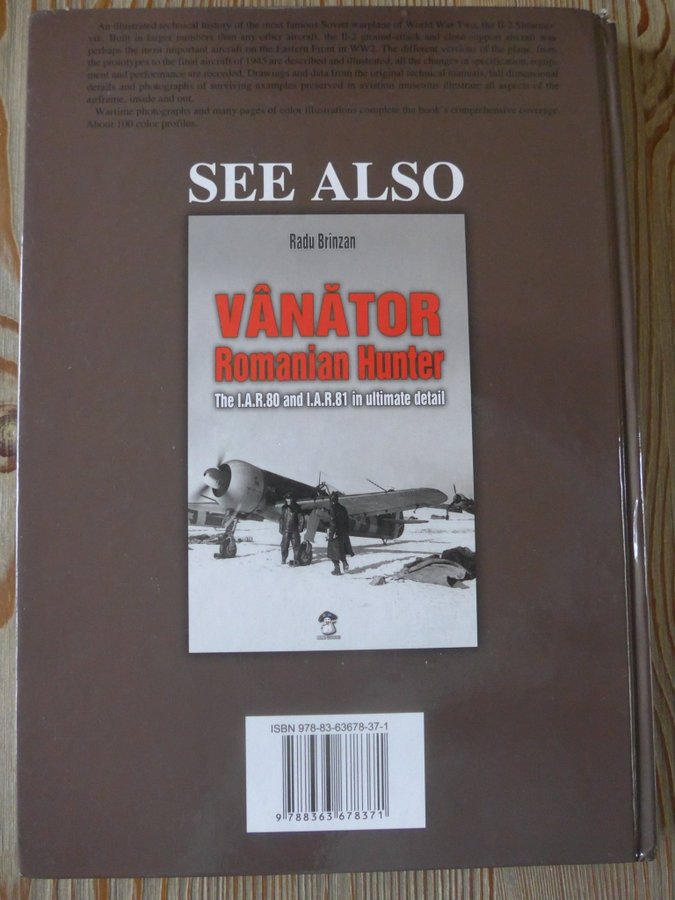 An illustrated technical history of the most famous Soviet warplane of World War Two, the Il-2 Shturmo-
vik. Built in larger numbers than any other aircraft, the Il-2 ground-attack and close-support aircraft was
perhaps the most important aircraft on the Eastern Front in WW2. The different versions of the plane, from
the prototypes to the final aircraft of 1945 are described and illustrated, all the changes in specification, equip-
ment and performance are recorded. Drawings and data from the original technical manuals, full dimensional
details and photographs of surviving examples preserved in aviation museums illustrate all aspects of the
airframe, inside and out.
Wartime photographs and many pages of color illustrations complete the book's comprehensive coverage.
About 100 color profiles.
SEE ALSO
Radu Brînzan
VÂNĂTOR
Romanian Hunter
The I.A.R.80 and I.A.R.81 in ultimate detail
ISBN 978-83-63678-37-1
9 788363 678371